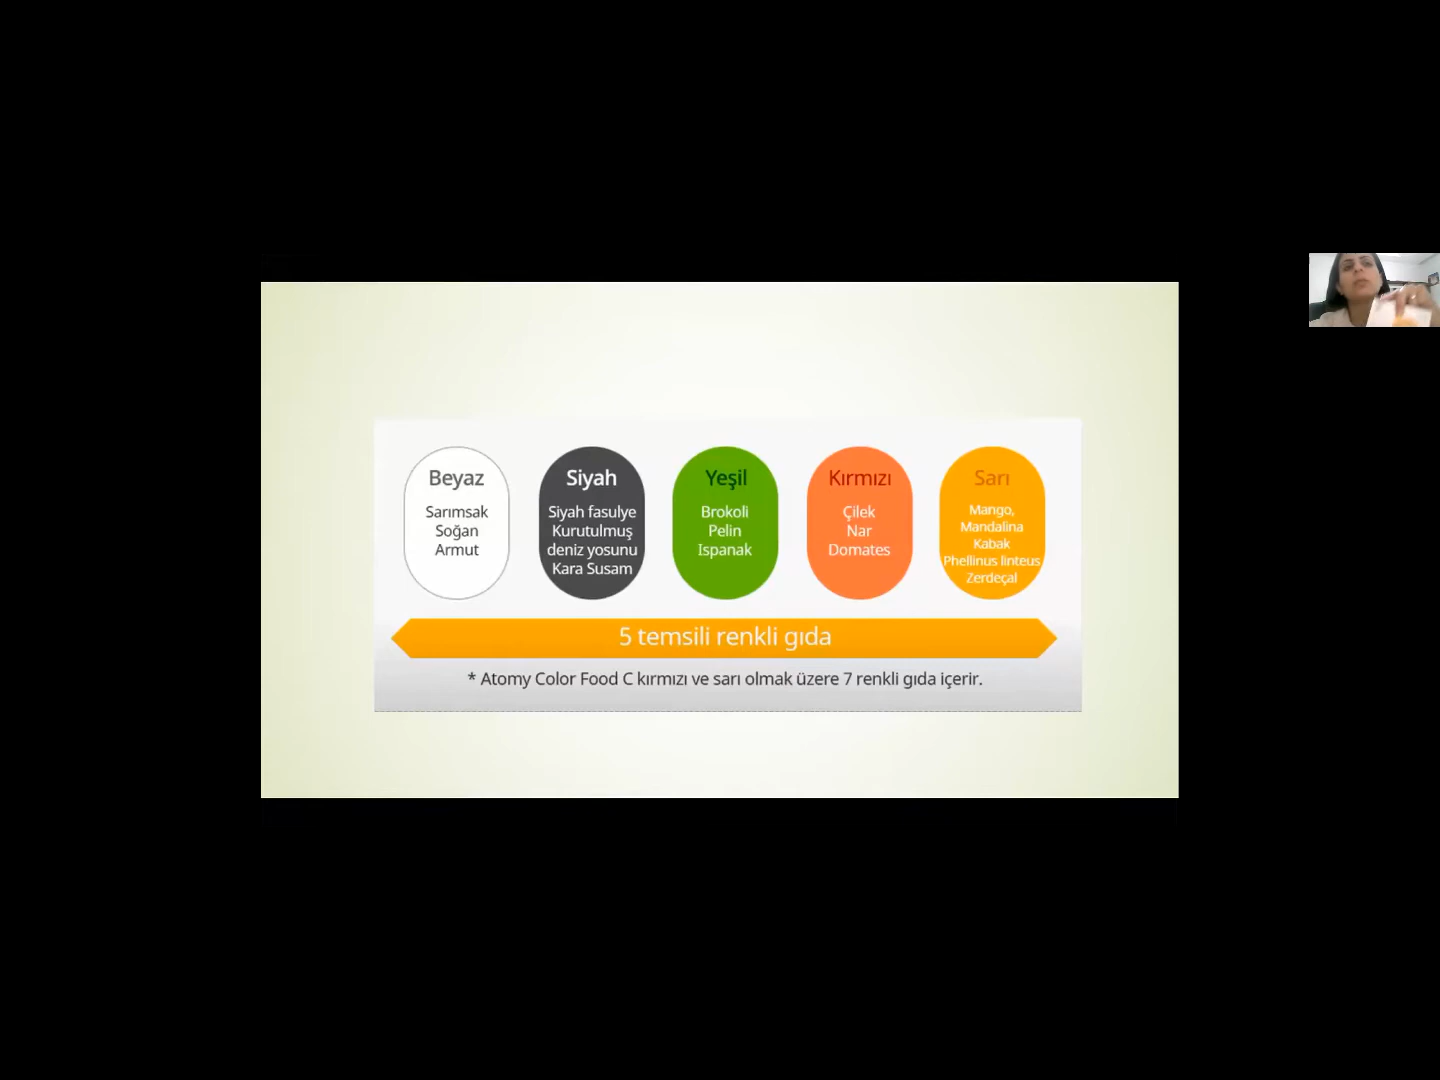 Beyaz
Sarımsak
Soğan
Armut
Siyah
Siyah fasulye
Kurutulmuş
deniz yosunu
Kara Susam
Yeşil
Brokoli
Pelin
Ispanak
Kırmızı
Çilek
Nar
Domates
Sarı
Mango,
Mandalina
Kabak
Phellinus linteus
Zerdeçal
5 temsili renkli gıda
* Atomy Color Food C kırmızı ve sarı olmak üzere 7 renkli gıda içerir.